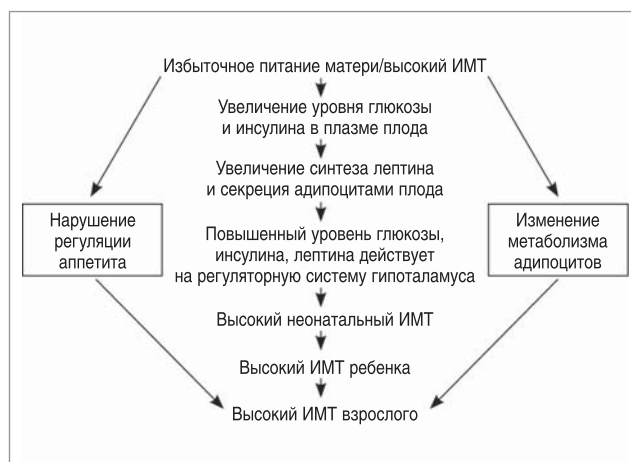 Избыточное питание матери/высокий ИМТ
Увеличение уровня глюкозы
и инсулина в плазме плода
Увеличение синтеза лептина
и секреция адипоцитами плода
Нарушение
регуляции
аппетита
Повышенный уровень глюкозы,
инсулина, лептина действует
на регуляторную систему гипоталамуса
Изменение
метаболизма
адипоцитов
Высокий неонатальный ИМТ
Высокий ИМТ ребенка
Высокий ИМТ взрослого